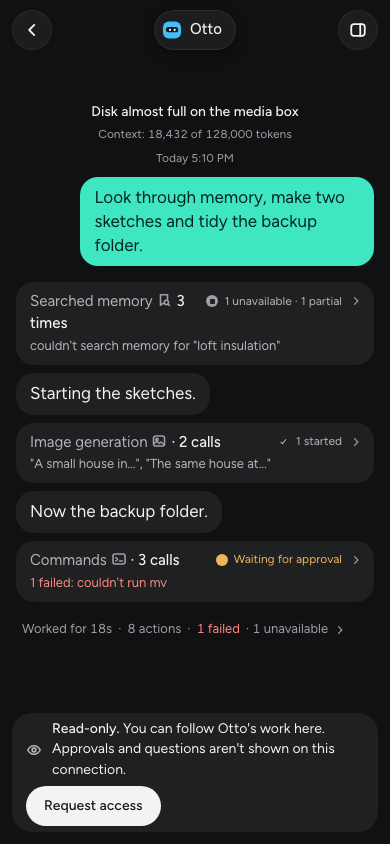 Otto
Disk almost full on the media box
Context: 18,432 of 128,000 tokens
Today 5:10 PM
Look through memory, make two
sketches and tidy the backup
folder.
Searched memory 3
times
1 unavailable · 1 partial
couldn't search memory for "loft insulation"
Starting the sketches.
Image generation · 2 calls
1 started
"A small house in…", "The same house at…"
Now the backup folder.
Commands · 3 calls
Waiting for approval
1 failed: couldn't run mv
Worked for 18s · 8 actions · 1 failed · 1 unavailable
Read-only. You can follow Otto's work here.
Approvals and questions aren't shown on this
connection.
Request access